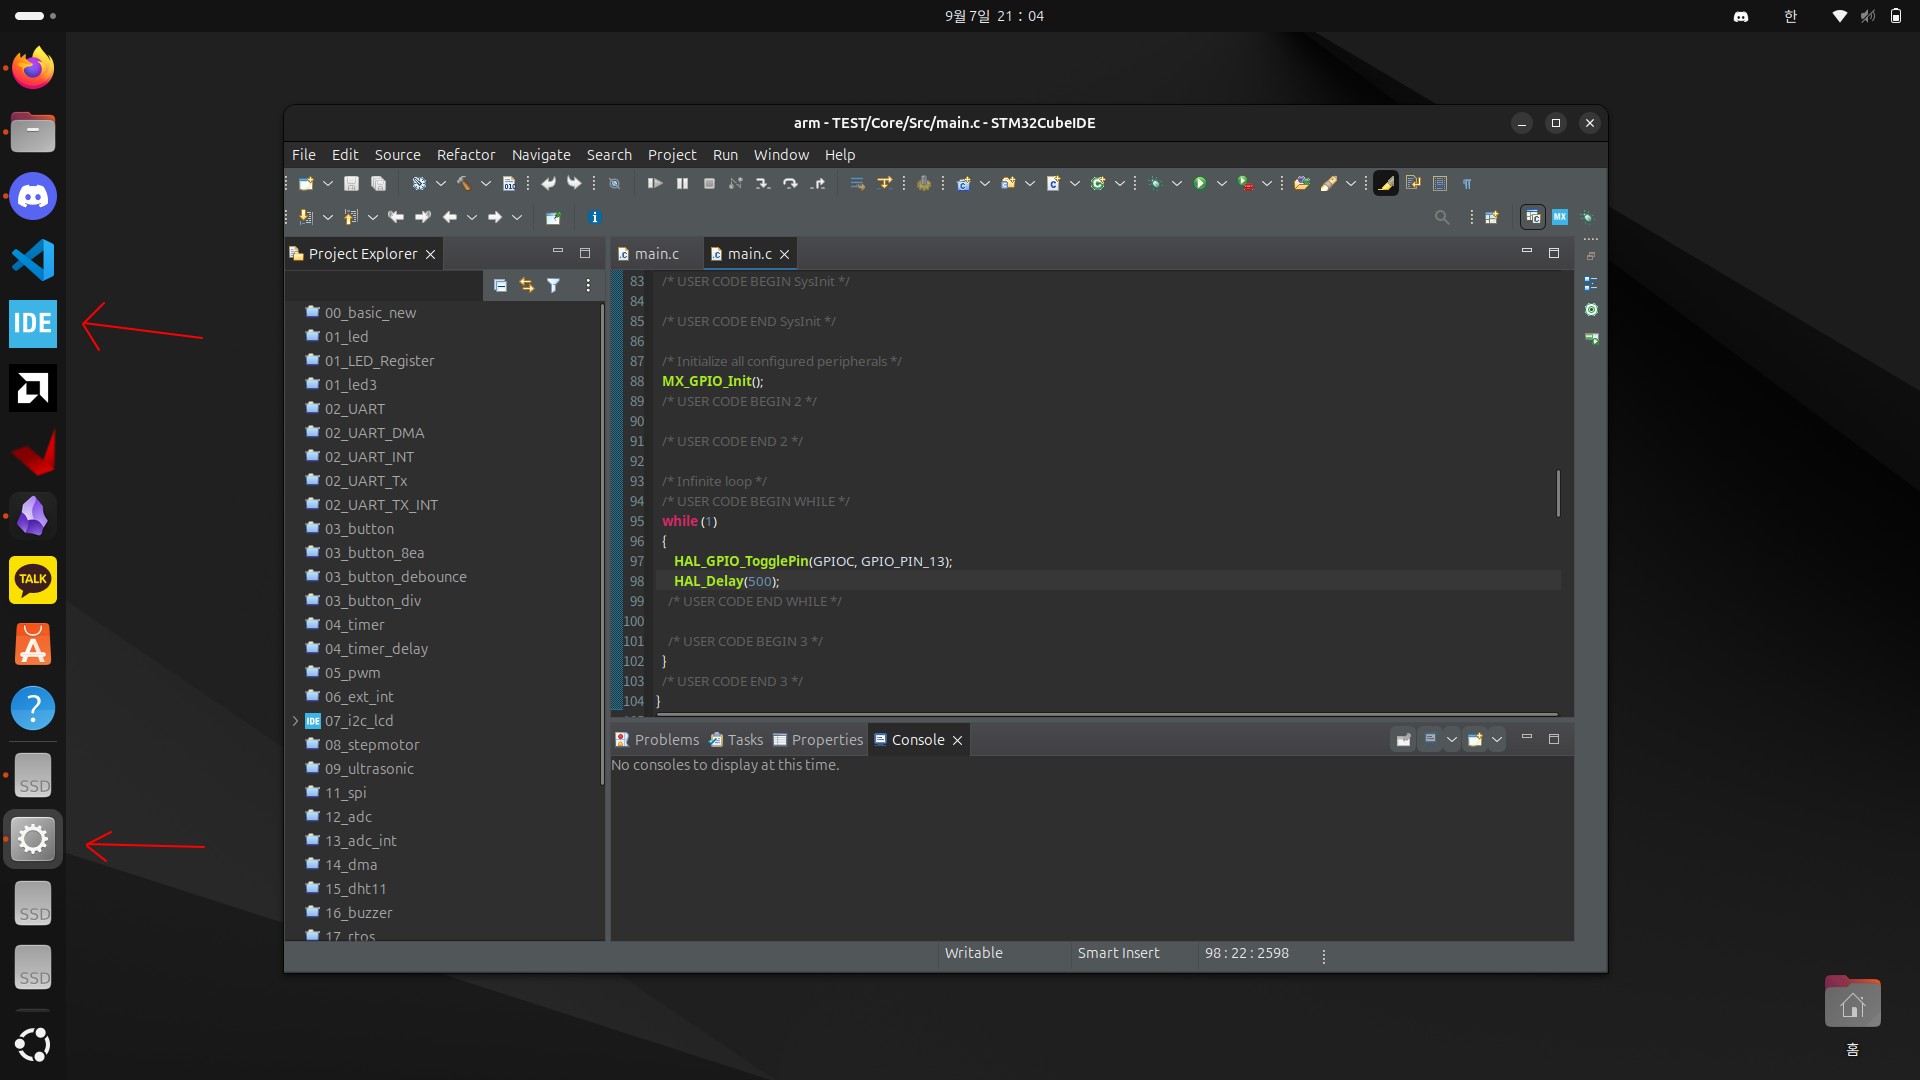 9월 7일 21 : 04
한
arm - TEST/Core/Src/main.c - STM32CubeIDE
File Edit Source Refactor Navigate Search Project Run Window Help
010
MX
Project Explorer
main.c
main.c
00_basic_new
01_led
01_LED_Register
01_led3
02_UART
02_UART_DMA
02_UART_INT
02_UART_Tx
02_UART_TX_INT
03_button
03_button_8ea
03_button_debounce
03_button_div
04_timer
04_timer_delay
05_pwm
06_ext_int
IDE 07_i2c_lcd
08_stepmotor
09_ultrasonic
11_spi
12_adc
13_adc_int
14_dma
15_dht11
16_buzzer
17_rtos
83 /* USER CODE BEGIN SysInit */
84
85 /* USER CODE END SysInit */
86
87 /* Initialize all configured peripherals */
88 MX_GPIO_Init();
89 /* USER CODE BEGIN 2 */
90
91 /* USER CODE END 2 */
92
93 /* Infinite loop */
94 /* USER CODE BEGIN WHILE */
95 while (1)
96 {
97 HAL_GPIO_TogglePin(GPIOC, GPIO_PIN_13);
98 HAL_Delay(500);
99 /* USER CODE END WHILE */
100
101 /* USER CODE BEGIN 3 */
102 }
103 /* USER CODE END 3 */
104 }
Problems Tasks Properties Console
No consoles to display at this time.
Writable Smart Insert 98 : 22 : 2598
IDE
TALK
?
SSD
SSD
SSD
홈